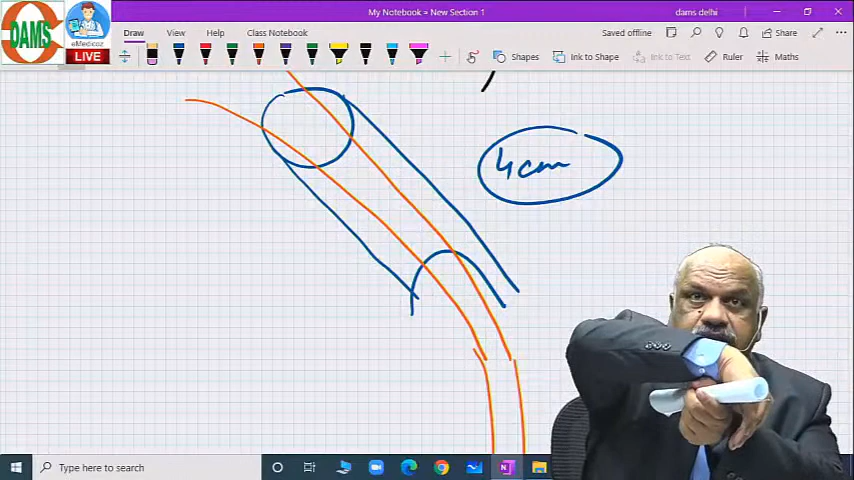 My Notebook - New Section 1
dams delhi
DAMS
eMedicoz
LIVE
Draw
View
Help
Class Notebook
Saved offline
Share
Shapes
Ink to Shape
Ink to Text
Ruler
Maths
4cm
Type here to search